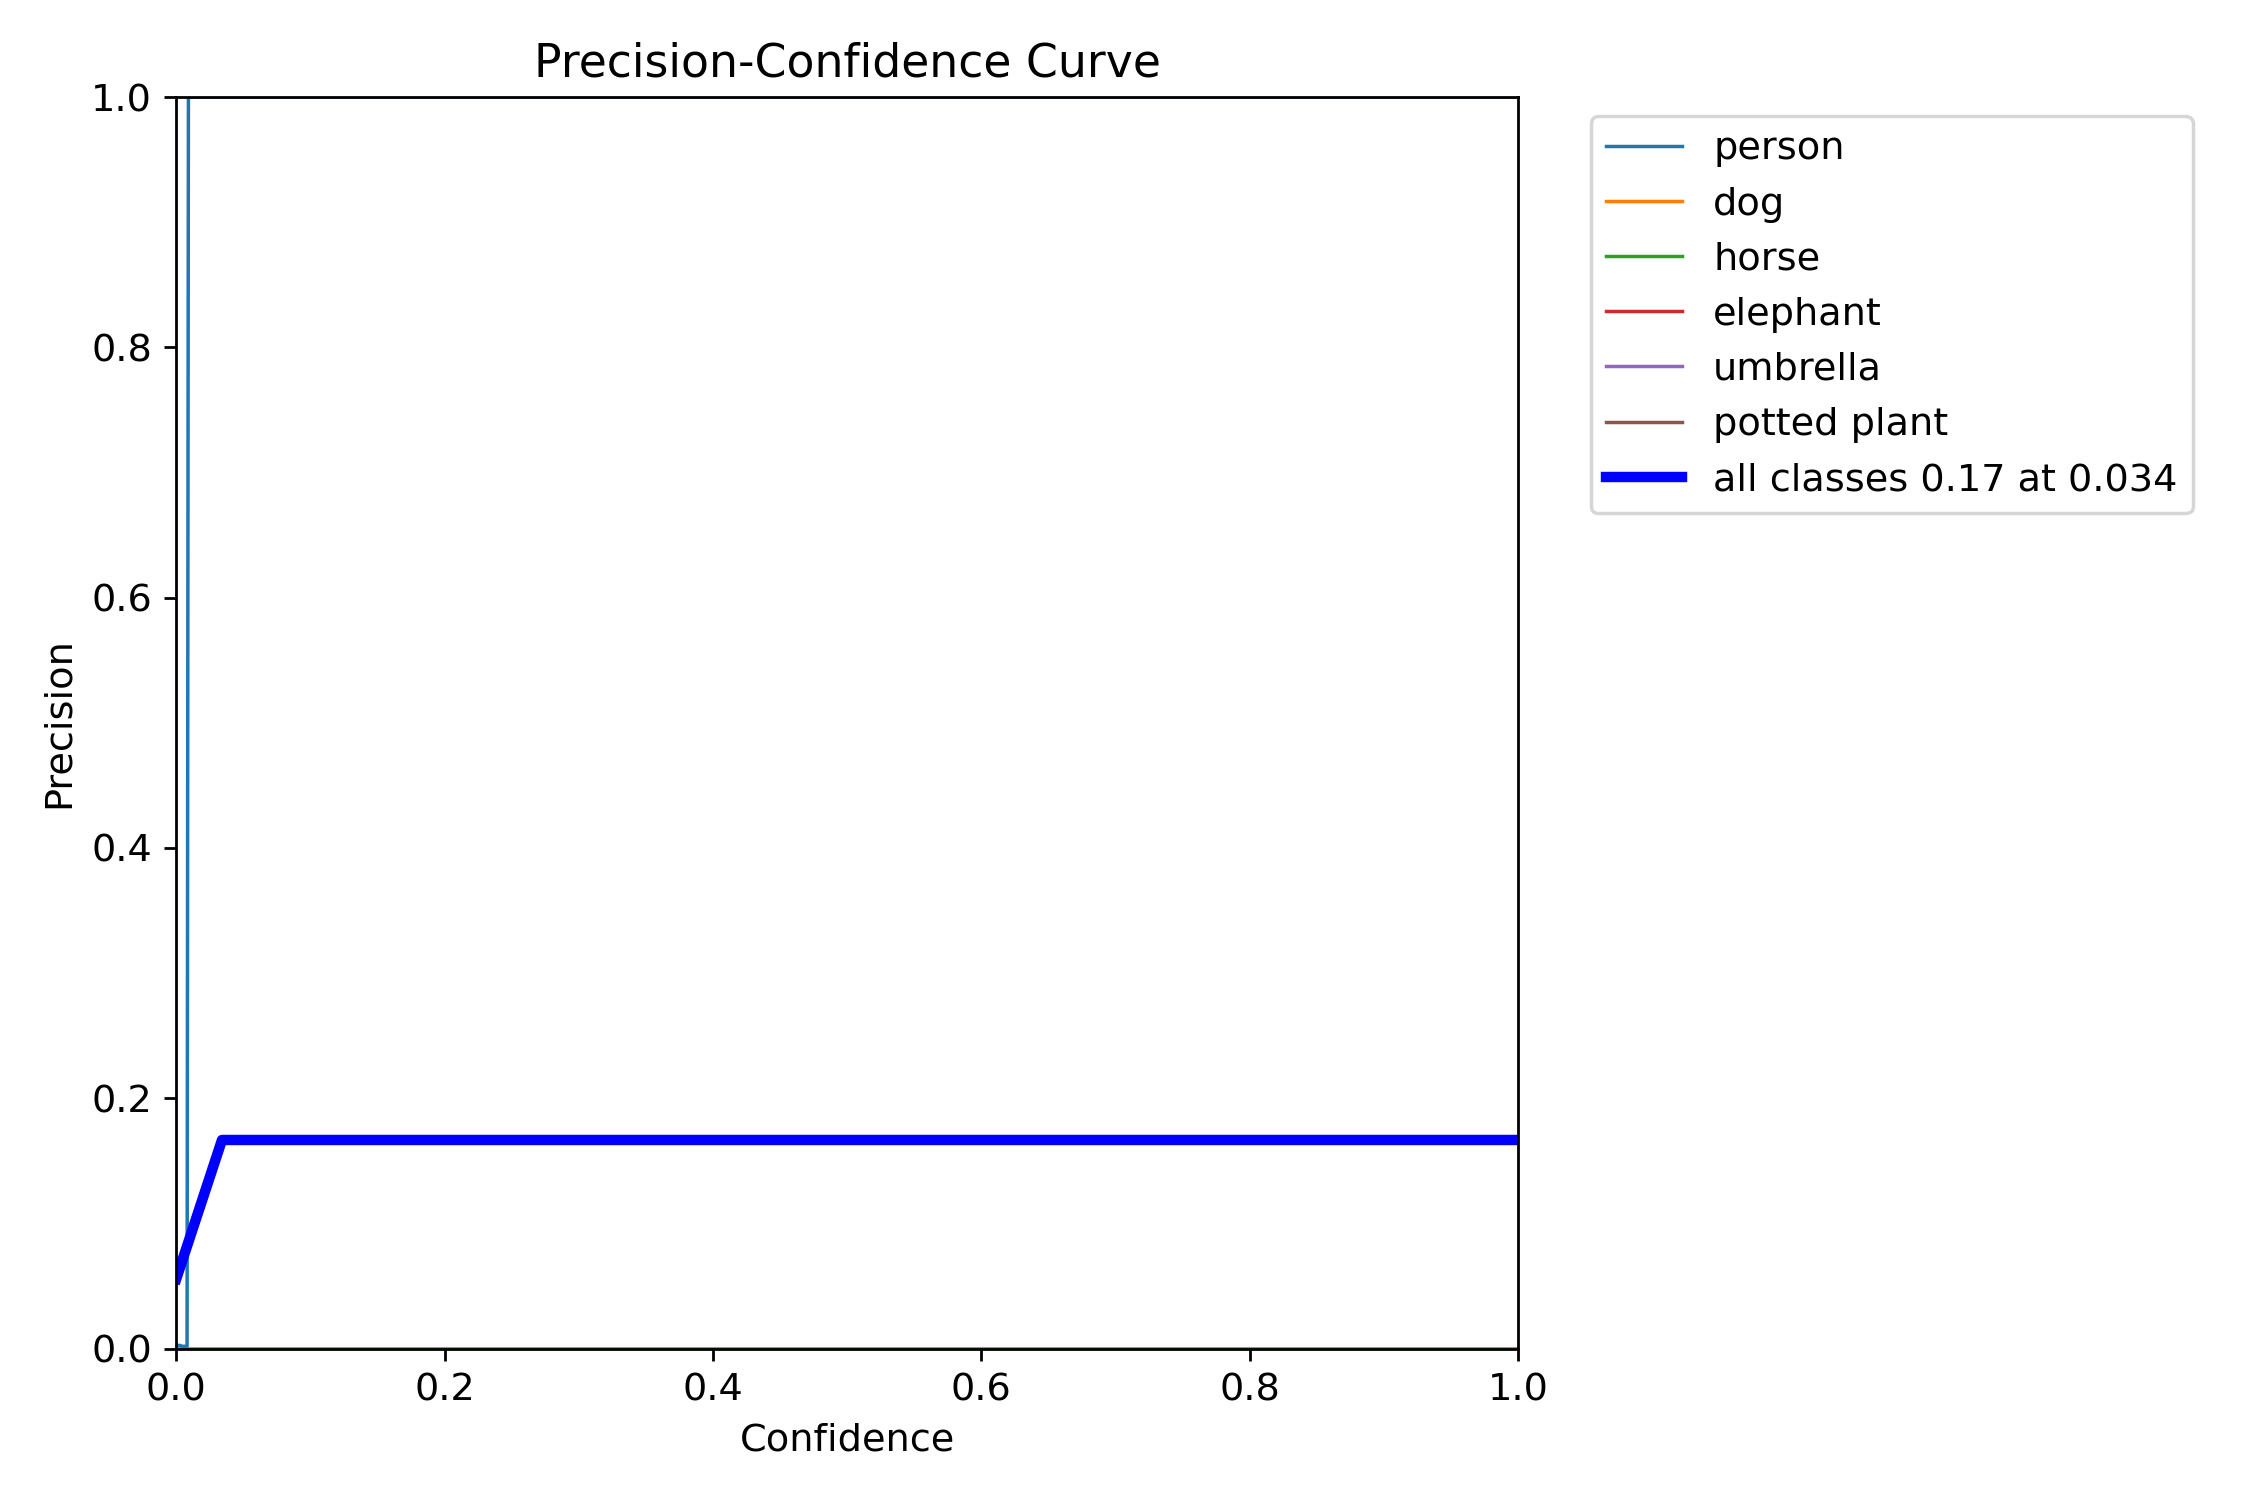 Precision-Confidence Curve
1.0
0.8
0.6
0.4
0.2
0.0
Precision
0.0 0.2 0.4 0.6 0.8 1.0
Confidence
person
dog
horse
elephant
umbrella
potted plant
all classes 0.17 at 0.034